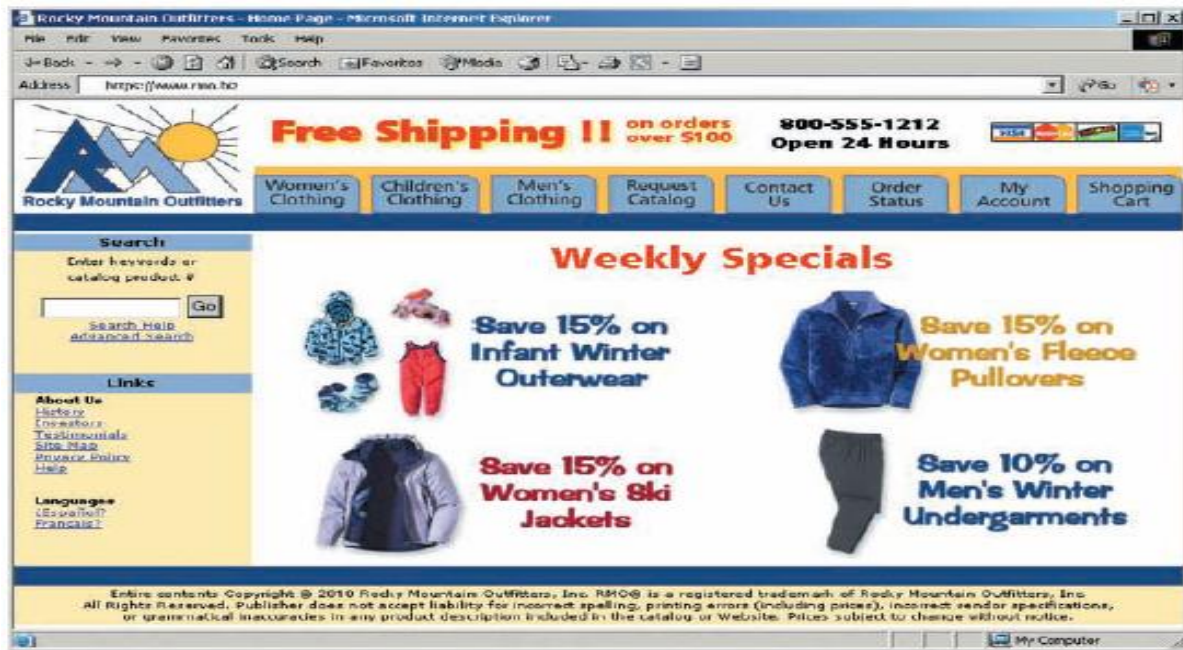 Rocky Mountain Outfitters - Home Page - Microsoft Internet Explorer
File Edit View Favorites Tools Help
Back Search Favorites Media
Address https://www.rmo.biz Go
RMO
Rocky Mountain Outfitters
Free Shipping !! on orders over $100
800-555-1212
Open 24 Hours
VISA
Women's Clothing
Children's Clothing
Men's Clothing
Request Catalog
Contact Us
Order Status
My Account
Shopping Cart
Search
Enter keywords or
catalog product #
Go
Search Help
Advanced Search
Links
About Us
History
Investors
Testimonials
Site Map
Privacy Policy
Help
Languages
¿Español?
Français?
Weekly Specials
Save 15% on
Infant Winter
Outerwear
Save 15% on
Women's Fleece
Pullovers
Save 15% on
Women's Ski
Jackets
Save 10% on
Men's Winter
Undergarments
Entire contents Copyright © 2010 Rocky Mountain Outfitters, Inc. RMO® is a registered trademark of Rocky Mountain Outfitters, Inc.
All Rights Reserved. Publisher does not accept liability for incorrect spelling, printing errors (including prices), incorrect vendor specifications,
or grammatical inaccuracies in any product description included in the catalog or Website. Prices subject to change without notice.
My Computer